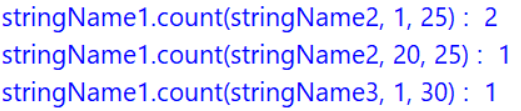 stringName1.count(stringName2, 1, 25) : 2
stringName1.count(stringName2, 20, 25) : 1
stringName1.count(stringName3, 1, 30) : 1